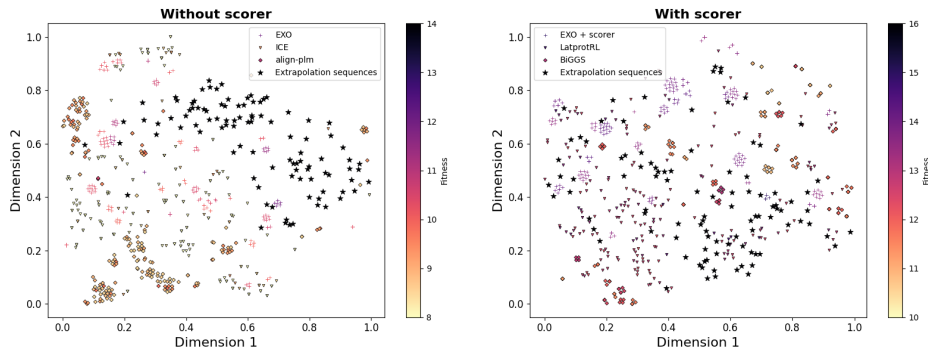 Without scorer
EXO
ICE
align-plm
Extrapolation sequences
Dimension 2
1.0
0.8
0.6
0.4
0.2
0.0
0.0
0.2
0.4
0.6
0.8
1.0
Dimension 1
14
13
12
11
10
9
8
Fitness
With scorer
EXO + scorer
LatprotRL
BiGGS
Extrapolation sequences
Dimension 2
1.0
0.8
0.6
0.4
0.2
0.0
0.0
0.2
0.4
0.6
0.8
1.0
Dimension 1
16
15
14
13
12
11
10
Fitness